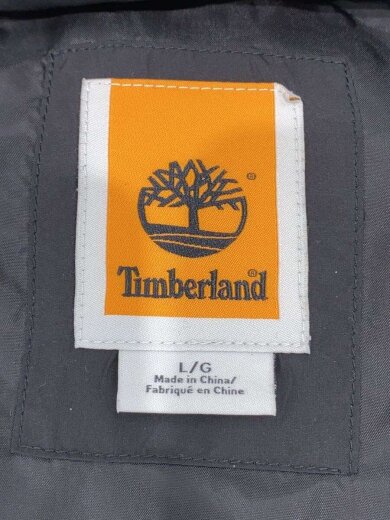 ®
Timberland®
L/G
Made in China/
Fabriqué en Chine